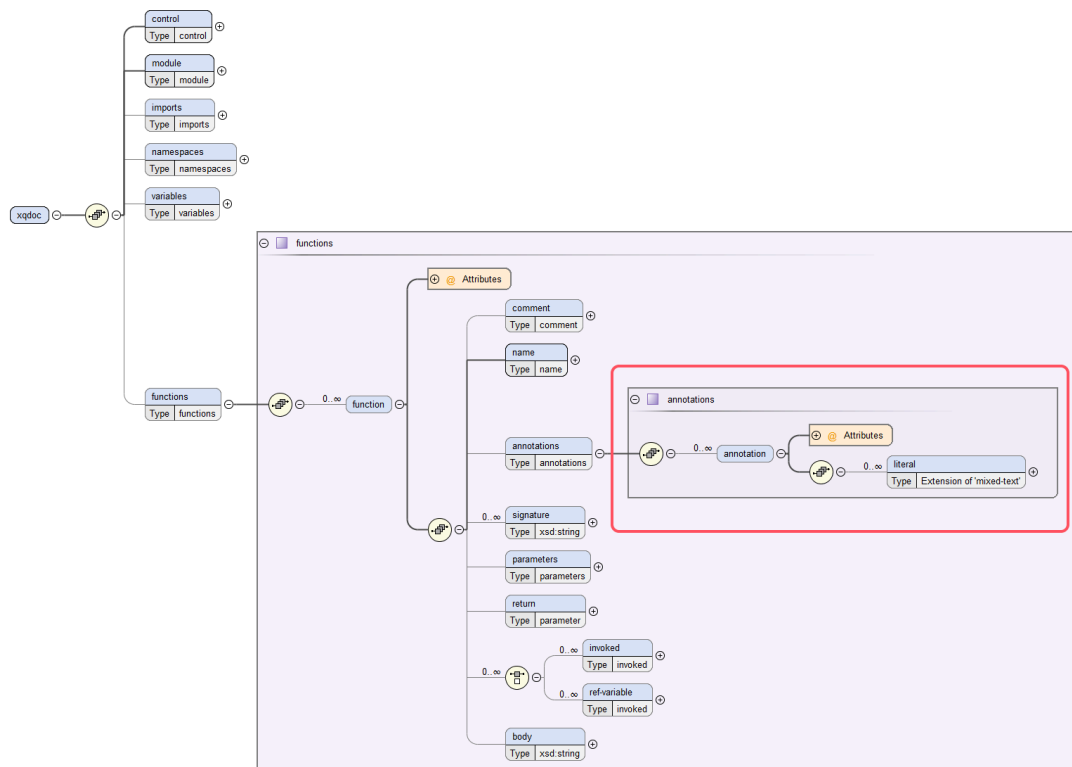 control
Type control
module
Type module
imports
Type imports
namespaces
Type namespaces
variables
Type variables
xqdoc
functions
Attributes
comment
Type comment
name
Type name
functions
Type functions
0..∞
function
annotations
Attributes
0..∞
annotation
0..∞
literal
Type Extension of 'mixed-text'
annotations
Type annotations
0..∞
signature
Type xsd:string
parameters
Type parameters
return
Type parameter
0..∞
0..∞
invoked
Type invoked
0..∞
ref-variable
Type invoked
body
Type xsd:string